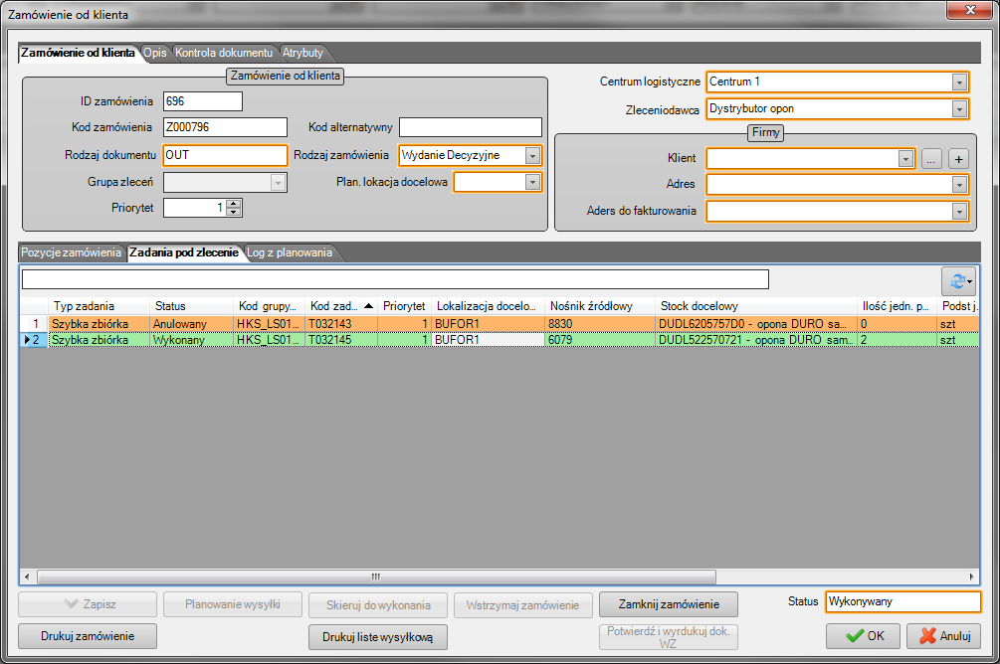 Zamówienie od klienta
Zamówienie od klienta Opis Kontrola dokumentu Atrybuty
Zamówienie od klienta
ID zamówienia 696
Kod zamówienia Z000796 Kod alternatywny
Rodzaj dokumentu OUT Rodzaj zamówienia Wydanie Decyzyjne
Grupa zleceń Plan. lokacja docelowa
Priorytet 1
Centrum logistyczne Centrum 1
Zleceniodawca Dystrybutor opon
Firmy
Klient ... +
Adres
Aders do fakturowania
Pozycje zamówienia Zadania pod zlecenie Log z planowania
Typ zadania Status Kod grupy... Kod zad... Priorytet Lokalizacja docelo... Nośnik źródłowy Stock docelowy Ilość jedn. p... Podst j.
1 Szybka zbiórka Anulowany HKS_LS01... T032143 1 BUFOR1 8830 DUDL6205757D0 - opona DURO sa... 0 szt
2 Szybka zbiórka Wykonany HKS_LS01... T032145 1 BUFOR1 6079 DUDL522570721 - opona DURO sam... 2 szt
Zapisz Planowanie wysyłki Skieruj do wykonania Wstrzymaj zamówienie Zamknij zamówienie Status Wykonywany
Drukuj zamówienie Drukuj liste wysyłkową Potwierdź i wyrdukuj dok.
WZ OK Anuluj